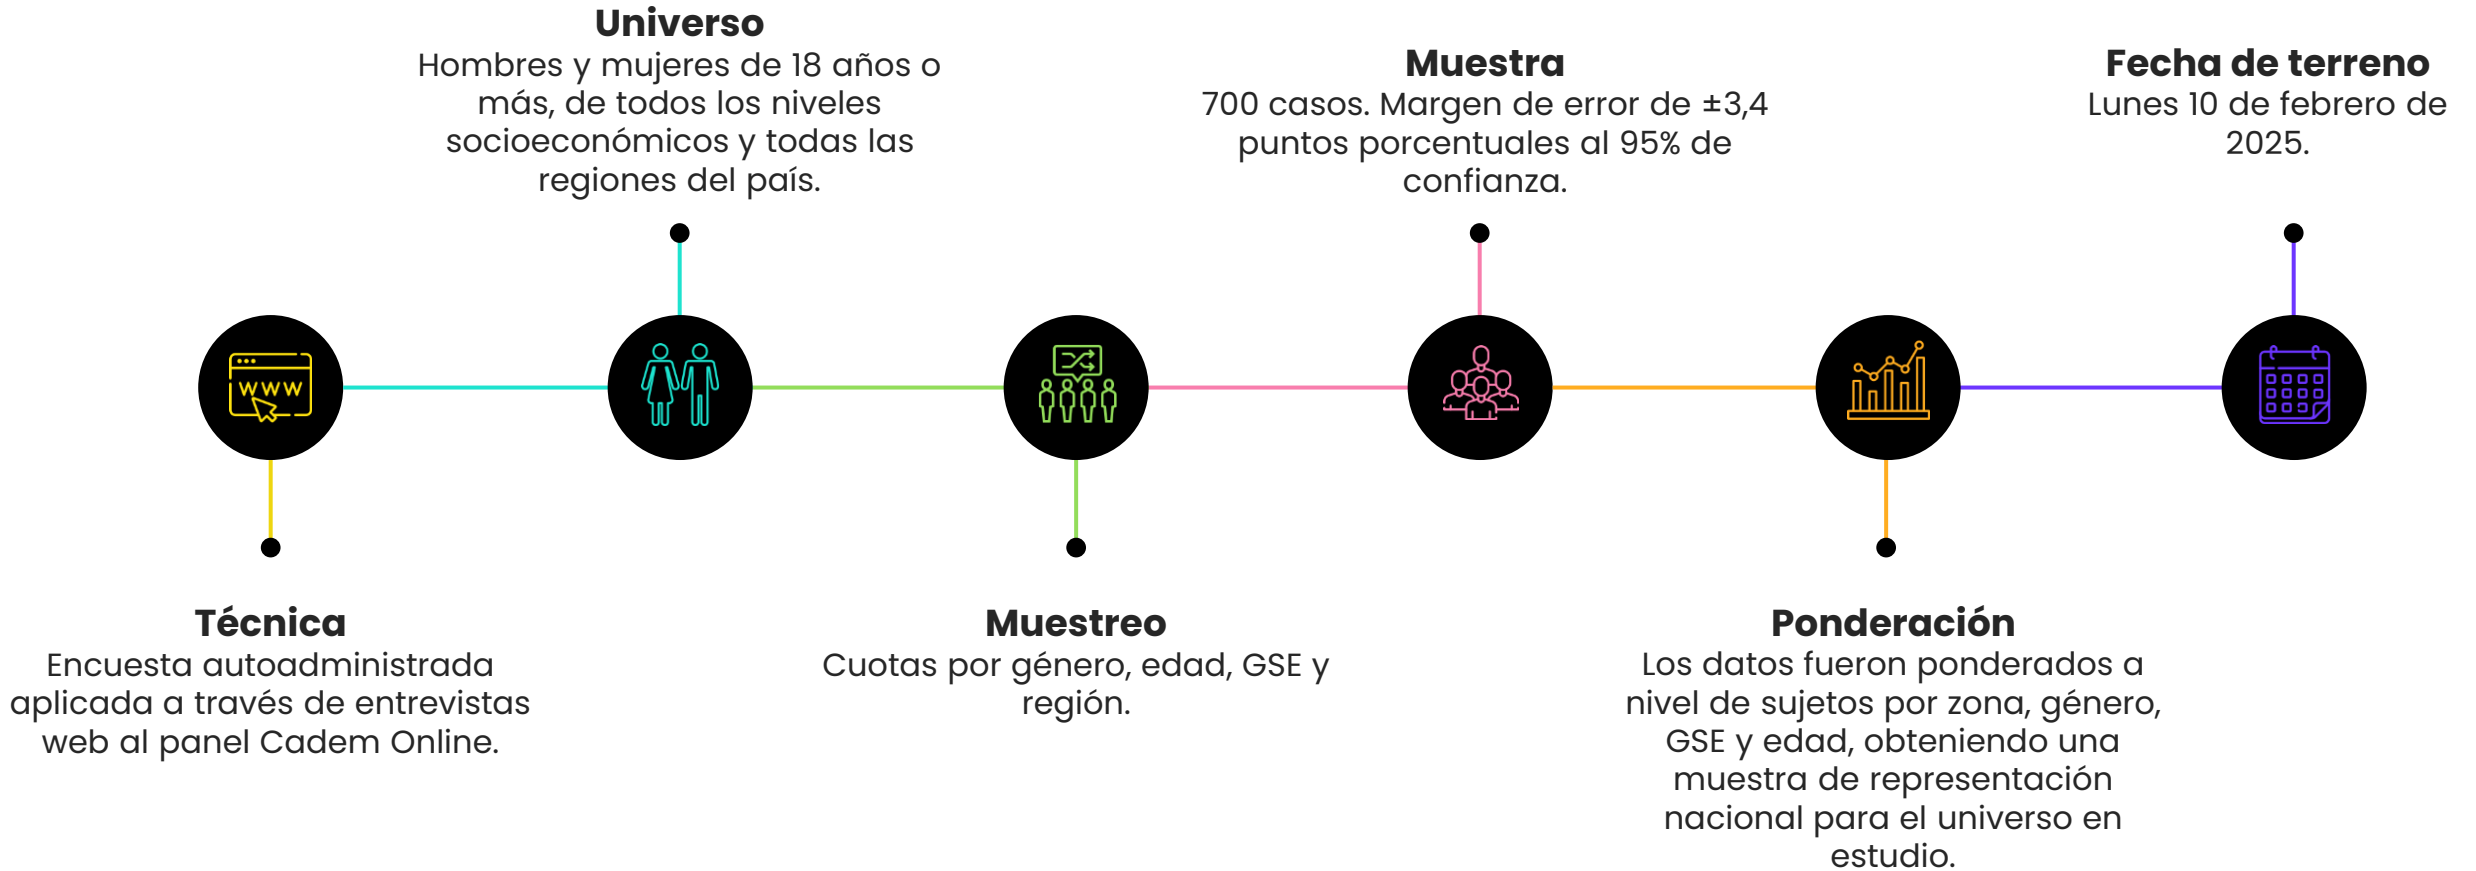 Universo
Hombres y mujeres de 18 años o
más, de todos los niveles
socioeconómicos y todas las
regiones del país.
Muestra
700 casos. Margen de error de ±3,4
puntos porcentuales al 95% de
confianza.
Fecha de terreno
Lunes 10 de febrero de
2025.
WWW
Técnica
Encuesta autoadministrada
aplicada a través de entrevistas
web al panel Cadem Online.
Muestreo
Cuotas por género, edad, GSE y
región.
Ponderación
Los datos fueron ponderados a
nivel de sujetos por zona, género,
GSE y edad, obteniendo una
muestra de representación
nacional para el universo en
estudio.